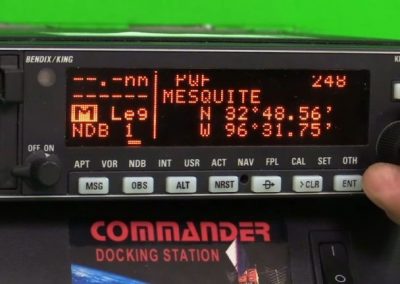 BENDIX/KING
--.-nm PWF 248
------ MESQUITE
M Leg N 32°48.56'
NDB 1 W 96°31.75'
OFF ON
APT VOR NDB INT USR ACT NAV FPL CAL SET OTH
MSG OBS ALT NRST D >CLR ENT
COMMANDER
DOCKING STATION